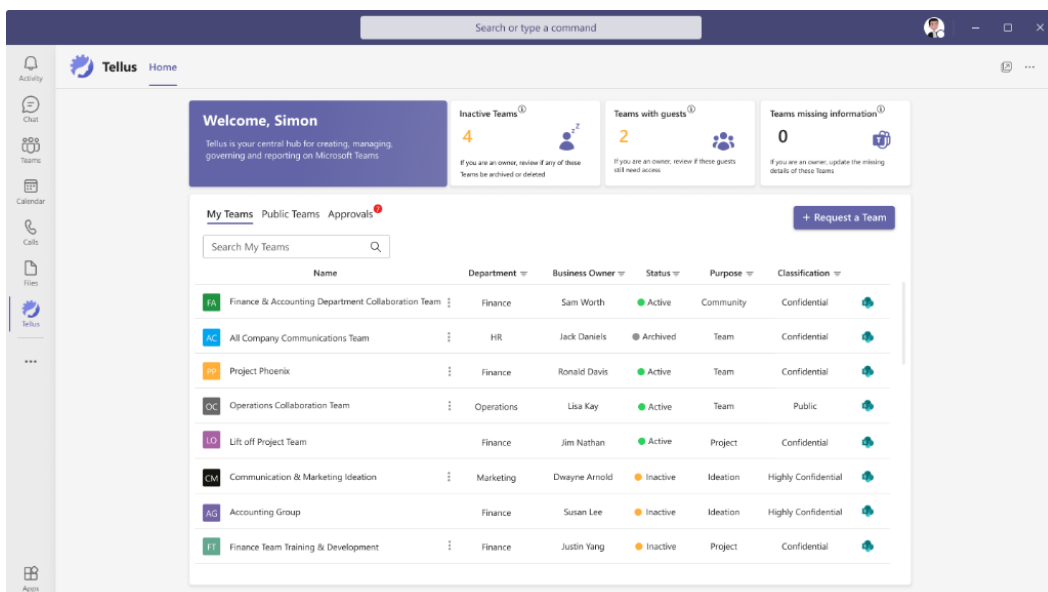 Search or type a command
Activity
Chat
Teams
Calendar
Calls
Files
Tellus
Apps
Tellus Home
Welcome, Simon
Tellus is your central hub for creating, managing,
governing and reporting on Microsoft Teams
Inactive Teams
4
If you are an owner, review if any of those
Teams be archived or deleted
Teams with guests
2
If you are an owner, review if these guests
still need access
Teams missing information
0
If you are an owner, update the missing
details of these Teams
My Teams Public Teams Approvals
+ Request a Team
Search My Teams
Name Department Business Owner Status Purpose Classification
FA Finance & Accounting Department Collaboration Team Finance Sam Worth Active Community Confidential
AC All Company Communications Team HR Jack Daniels Archived Team Confidential
PP Project Phoenix Finance Ronald Davis Active Team Confidential
OC Operations Collaboration Team Operations Lisa Kay Active Team Public
LO Lift off Project Team Finance Jim Nathan Active Project Confidential
CM Communication & Marketing Ideation Marketing Dwayne Arnold Inactive Ideation Highly Confidential
AG Accounting Group Finance Susan Lee Inactive Ideation Highly Confidential
FT Finance Team Training & Development Finance Justin Yang Inactive Project Confidential